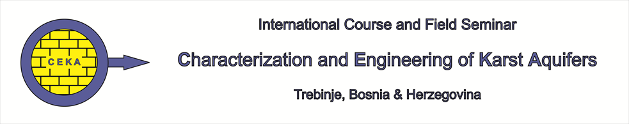 International Course and Field Seminar
CEKA
Characterization and Engineering of Karst Aquifers
Trebinje, Bosnia & Herzegovina